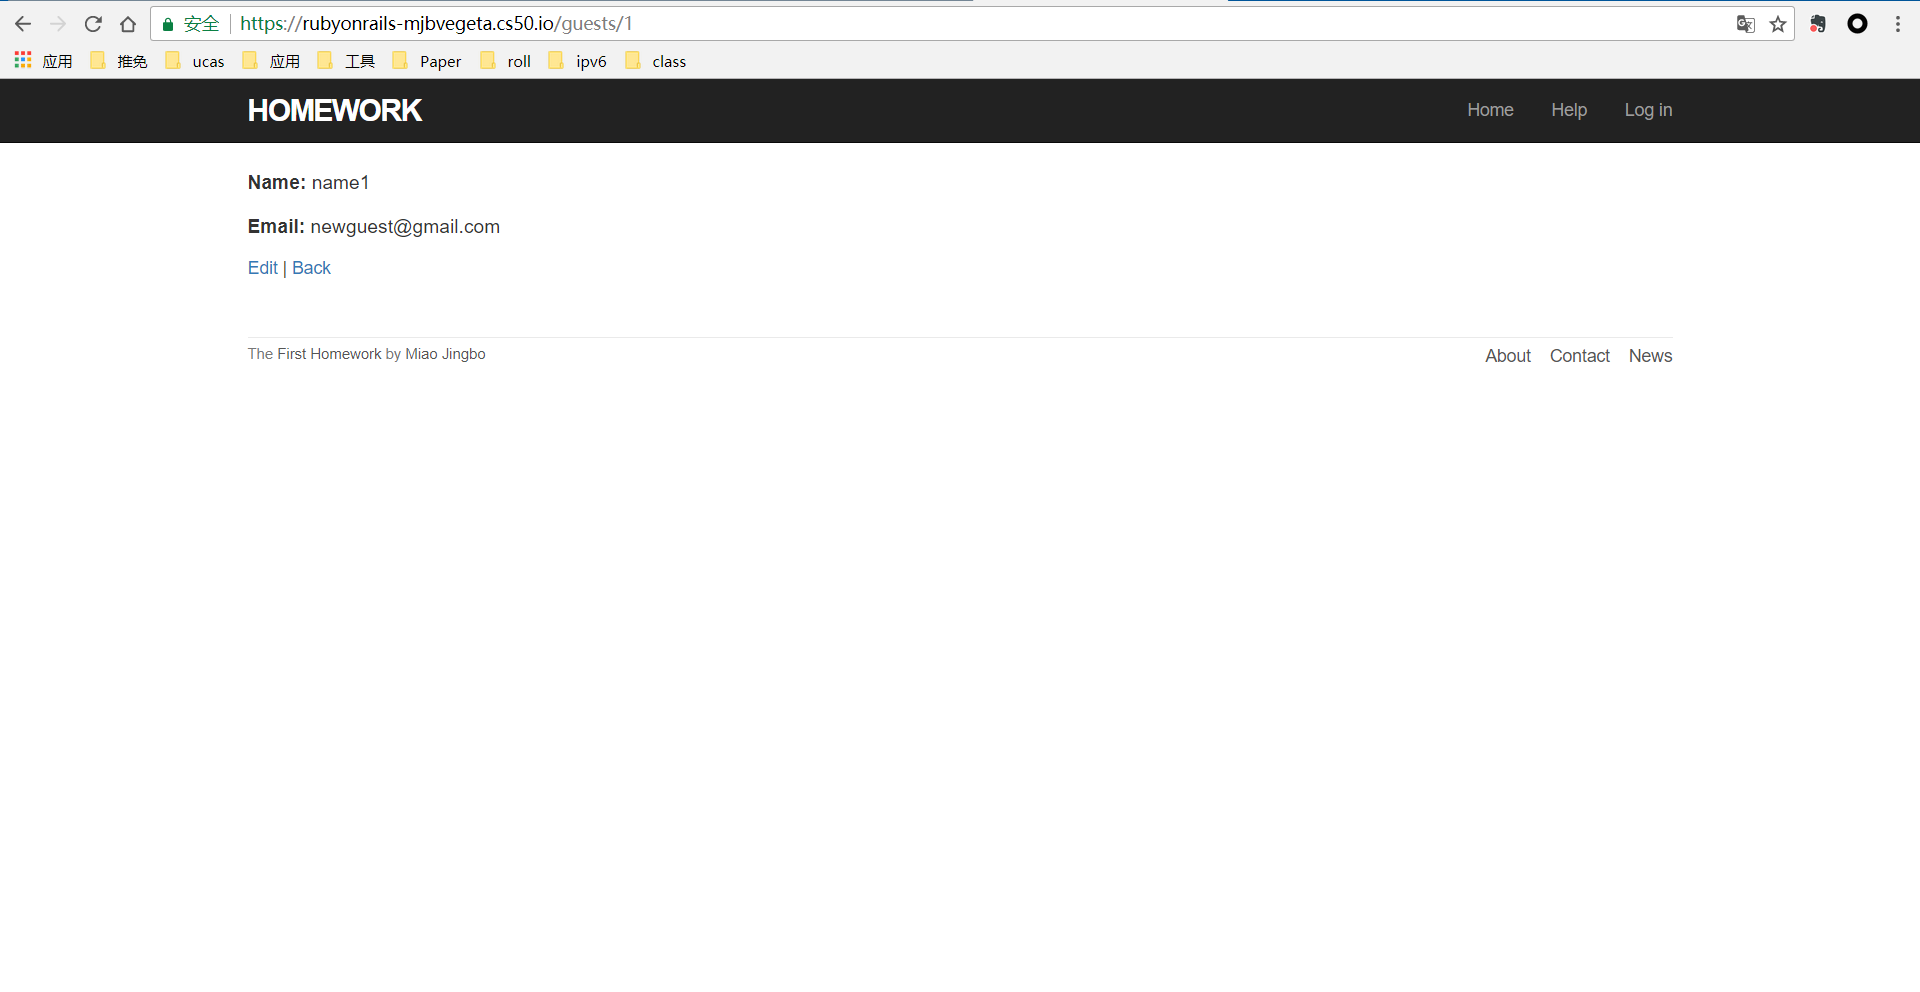 安全 https://rubyonrails-mjbvegeta.cs50.io/guests/1
应用 推免 ucas 应用 工具 Paper roll ipv6 class
HOMEWORK Home Help Log in
Name: name1
Email: newguest@gmail.com
Edit | Back
The First Homework by Miao Jingbo About Contact News